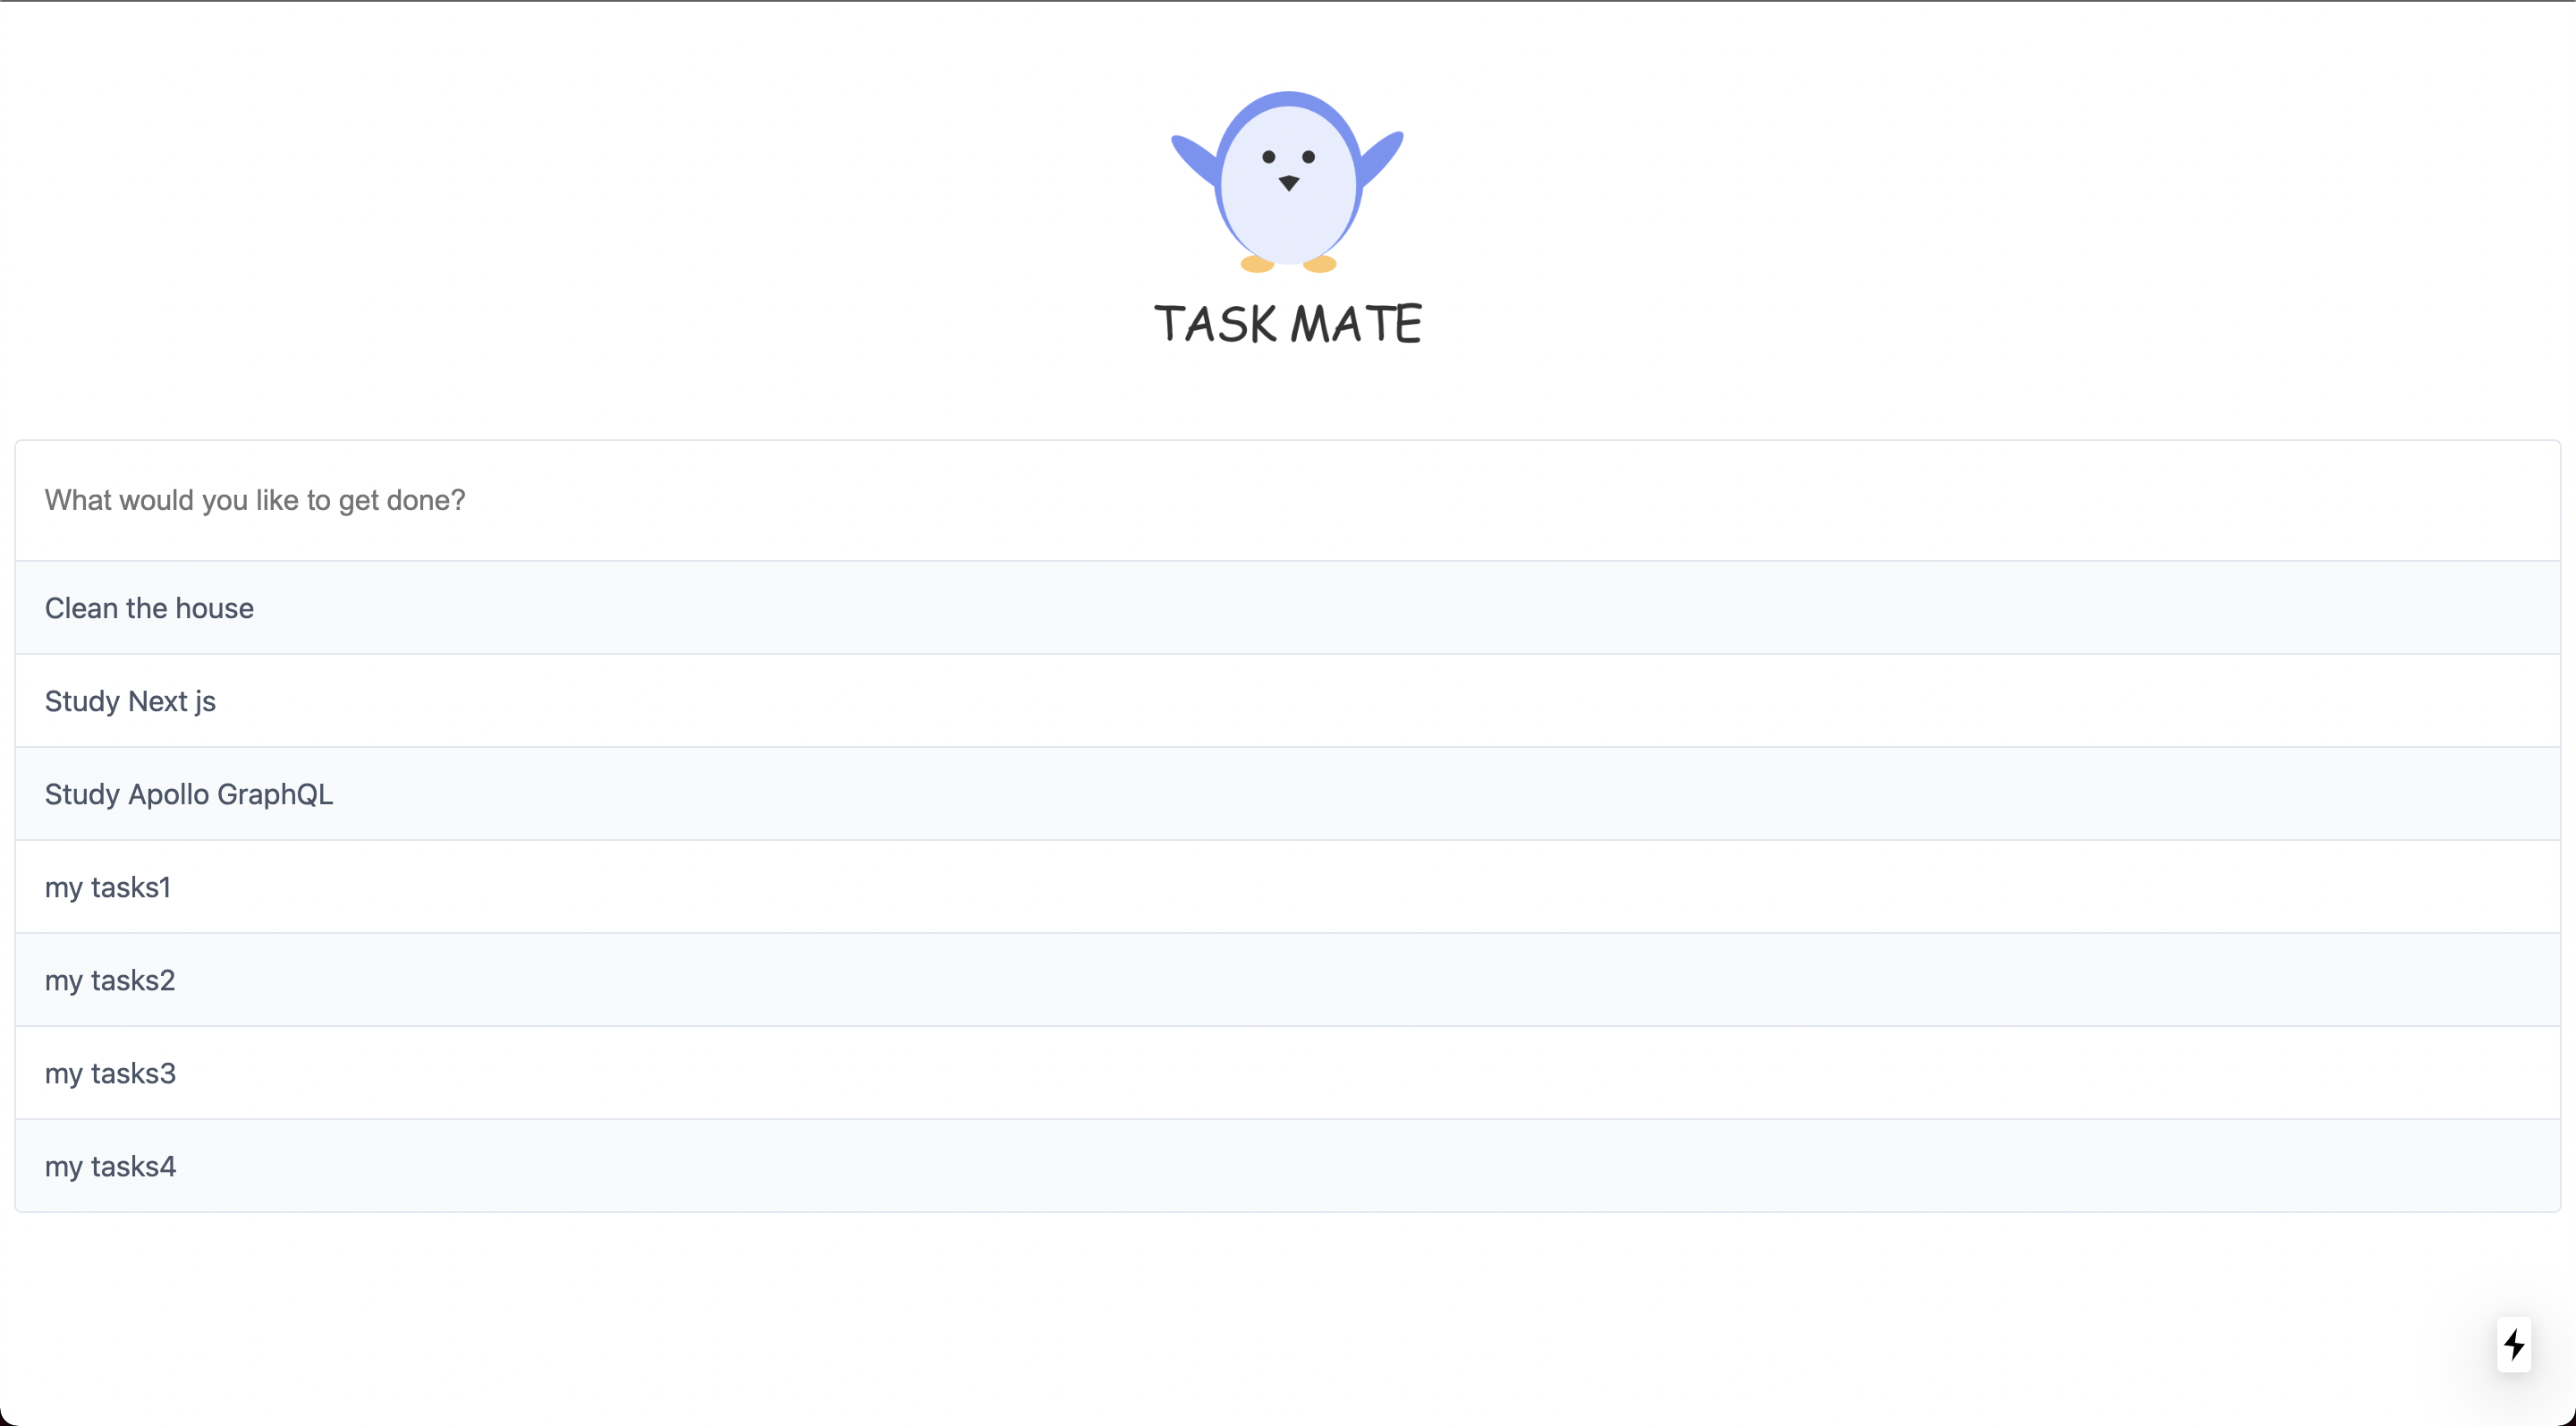 TASK MATE
What would you like to get done?
Clean the house
Study Next js
Study Apollo GraphQL
my tasks1
my tasks2
my tasks3
my tasks4